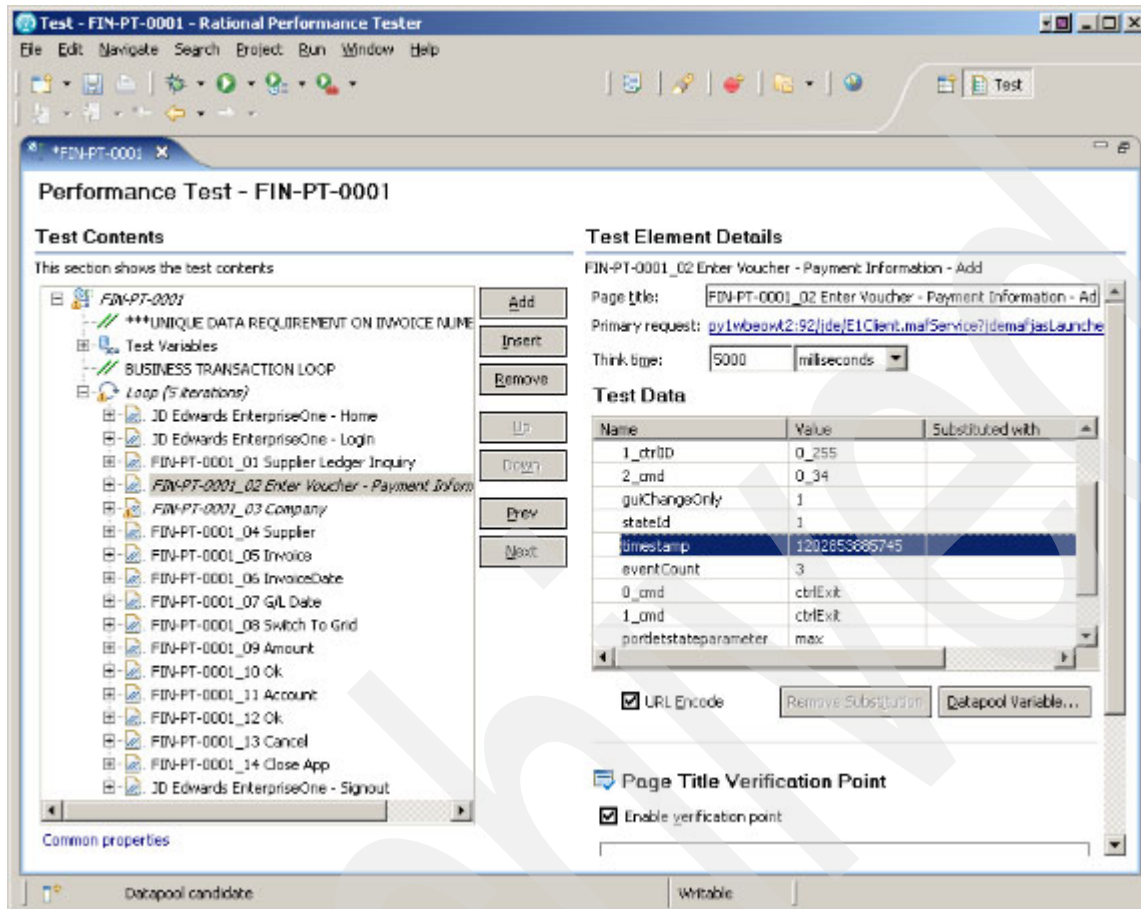 Test - FIN-PT-0001 - Rational Performance Tester
File Edit Navigate Search Project Run Window Help
Test
*FIN-PT-0001
Performance Test - FIN-PT-0001
Test Contents
This section shows the test contents
FIN-PT-0001
***UNIQUE DATA REQUIREMENT ON INVOICE NUME
Test Variables
BUSINESS TRANSACTION LOOP
Loop (5 iterations)
JD Edwards EnterpriseOne - Home
JD Edwards EnterpriseOne - Login
FIN-PT-0001_01 Supplier Ledger Inquiry
FIN-PT-0001_02 Enter Voucher - Payment Inform
FIN-PT-0001_03 Company
FIN-PT-0001_04 Supplier
FIN-PT-0001_05 Invoice
FIN-PT-0001_06 InvoiceDate
FIN-PT-0001_07 G/L Date
FIN-PT-0001_08 Switch To Grid
FIN-PT-0001_09 Amount
FIN-PT-0001_10 Ok
FIN-PT-0001_11 Account
FIN-PT-0001_12 Ok
FIN-PT-0001_13 Cancel
FIN-PT-0001_14 Close App
JD Edwards EnterpriseOne - Signout
Common properties
Add
Insert
Remove
Up
Down
Prev
Next
Test Element Details
FIN-PT-0001_02 Enter Voucher - Payment Information - Add
Page title: FIN-PT-0001_02 Enter Voucher - Payment Information - Ad
Primary request: py1wbeowt2:92/jde/E1Client.mafService?jdemafjasLaunche
Think time: 5000 milliseconds
Test Data
Name Value Substituted with
1_ctrlID 0_255
2_cmd 0_34
guiChangeOnly 1
stateId 1
timestamp 1202853685745
eventCount 3
0_cmd ctrlExit
1_cmd ctrlExit
portletstateparameter max
URL Encode Remove Substitution Datapool Variable...
Page Title Verification Point
Enable verification point
Datapool candidate Writable